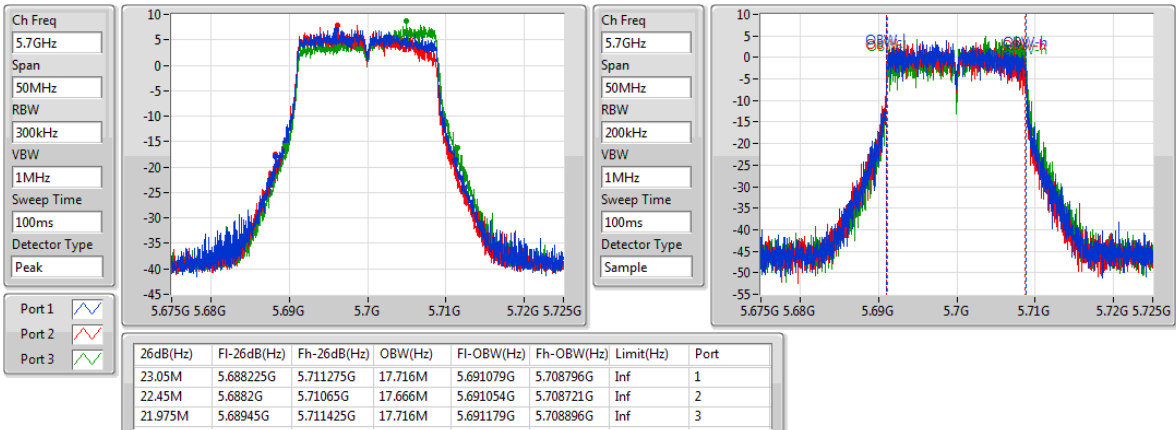 Ch Freq
5.7GHz
Span
50MHz
RBW
300kHz
VBW
1MHz
Sweep Time
100ms
Detector Type
Peak
Port 1
Port 2
Port 3
10
5
0
-5
-10
-15
-20
-25
-30
-35
-40
-45
5.675G 5.68G 5.69G 5.7G 5.71G 5.72G 5.725G
Ch Freq
5.7GHz
Span
50MHz
RBW
200kHz
VBW
1MHz
Sweep Time
100ms
Detector Type
Sample
10
5
0
-5
-10
-15
-20
-25
-30
-35
-40
-45
-50
-55
OBW-l
OBW-h
5.675G 5.68G 5.69G 5.7G 5.71G 5.72G 5.725G
26dB(Hz) Fl-26dB(Hz) Fh-26dB(Hz) OBW(Hz) Fl-OBW(Hz) Fh-OBW(Hz) Limit(Hz) Port
23.05M 5.688225G 5.711275G 17.716M 5.691079G 5.708796G Inf 1
22.45M 5.6882G 5.71065G 17.666M 5.691054G 5.708721G Inf 2
21.975M 5.68945G 5.711425G 17.716M 5.691179G 5.708896G Inf 3